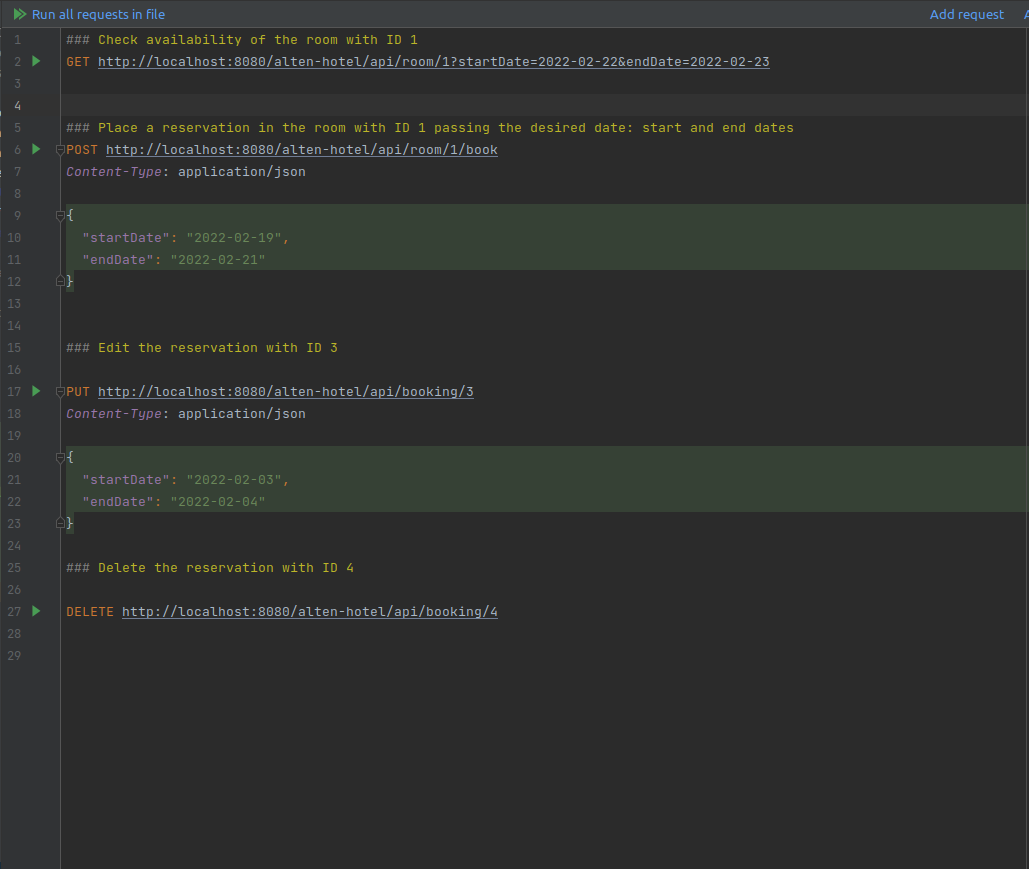 Run all requests in file
Add request
1 ### Check availability of the room with ID 1
2 GET http://localhost:8080/alten-hotel/api/room/1?startDate=2022-02-22&endDate=2022-02-23
3
4
5 ### Place a reservation in the room with ID 1 passing the desired date: start and end dates
6 POST http://localhost:8080/alten-hotel/api/room/1/book
7 Content-Type: application/json
8
9 {
10 "startDate": "2022-02-19",
11 "endDate": "2022-02-21"
12 }
13
14
15 ### Edit the reservation with ID 3
16
17 PUT http://localhost:8080/alten-hotel/api/booking/3
18 Content-Type: application/json
19
20 {
21 "startDate": "2022-02-03",
22 "endDate": "2022-02-04"
23 }
24
25 ### Delete the reservation with ID 4
26
27 DELETE http://localhost:8080/alten-hotel/api/booking/4
28
29